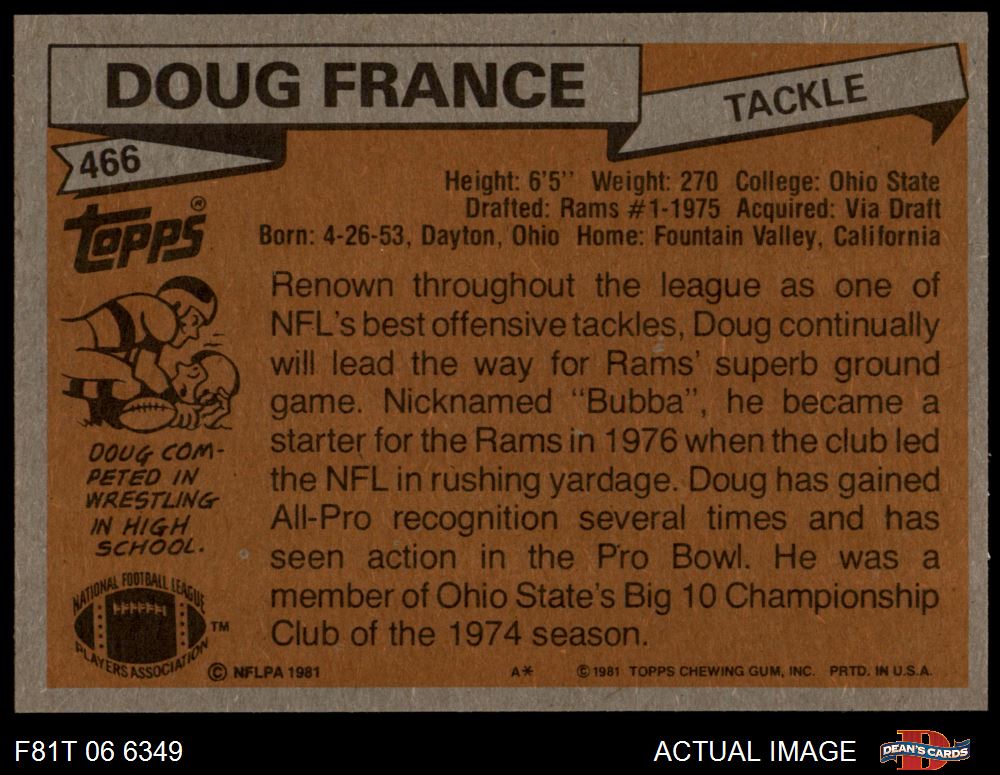 DOUG FRANCE
TACKLE
466
TOPPS®
Height: 6'5'' Weight: 270 College: Ohio State
Drafted: Rams #1-1975 Acquired: Via Draft
Born: 4-26-53, Dayton, Ohio Home: Fountain Valley, California
Renown throughout the league as one of
NFL's best offensive tackles, Doug continually
will lead the way for Rams' superb ground
game. Nicknamed "Bubba", he became a
starter for the Rams in 1976 when the club led
the NFL in rushing yardage. Doug has gained
All-Pro recognition several times and has
seen action in the Pro Bowl. He was a
member of Ohio State's Big 10 Championship
Club of the 1974 season.
DOUG COM-
PETED IN
WRESTLING
IN HIGH
SCHOOL.
NATIONAL FOOTBALL LEAGUE
PLAYERS ASSOCIATION
TM
© NFLPA 1981
A*
© 1981 TOPPS CHEWING GUM, INC. PRTD. IN U.S.A.
F81T 06 6349
ACTUAL IMAGE
D
DEAN'S CARDS